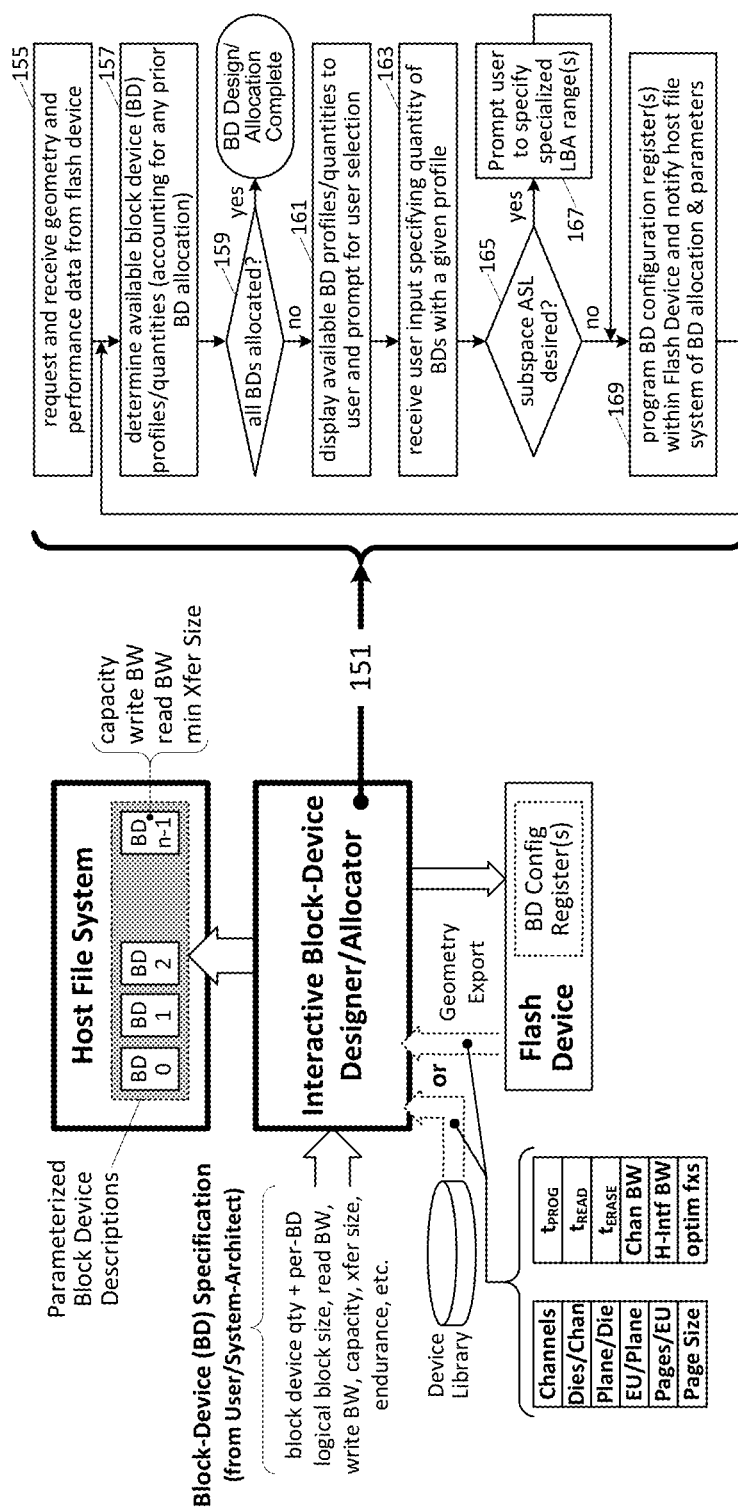 Parameterized
Block Device
Descriptions
Host File System
BD
0
BD
1
BD
2
BD
n-1
capacity
write BW
read BW
min Xfer Size
Block-Device (BD) Specification
(from User/System-Architect)
block device qty + per-BD
logical block size, read BW,
write BW, capacity, xfer size,
endurance, etc.
Interactive Block-Device
Designer/Allocator
151
Device
Library
or
Geometry
Export
Flash
Device
BD Config
Register(s)
Channels
Dies/Chan
Plane/Die
EU/Plane
Pages/EU
Page Size
tPROG
tREAD
tERASE
Chan BW
H-Intf BW
optim fxs
155
request and receive geometry and
performance data from flash device
157
determine available block device (BD)
profiles/quantities (accounting for any prior
BD allocation)
159
all BDs allocated?
yes
BD Design/
Allocation
Complete
no
161
display available BD profiles/quantities to
user and prompt for user selection
163
receive user input specifying quantity of
BDs with a given profile
165
subspace ASL
desired?
yes
Prompt user
to specify
specialized
LBA range(s)
167
no
169
program BD configuration register(s)
within Flash Device and notify host file
system of BD allocation & parameters